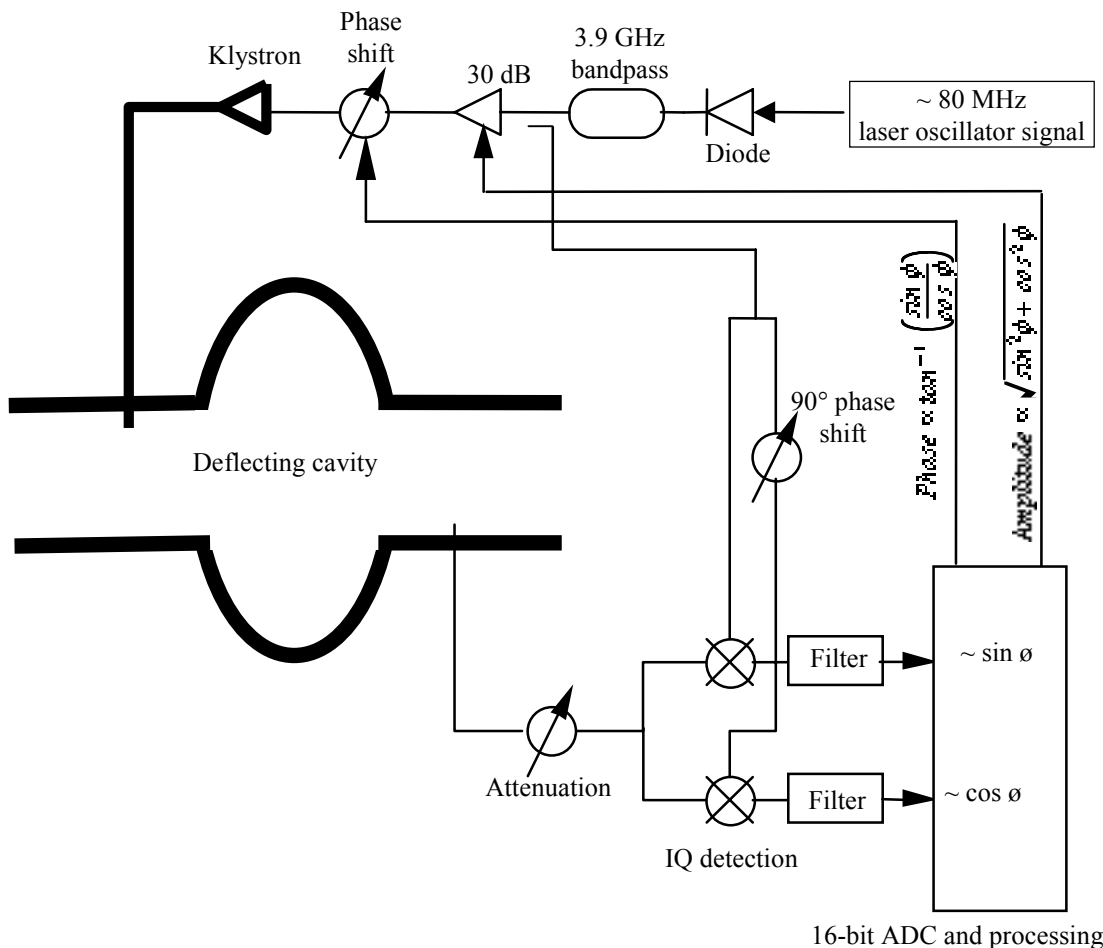 Phase
shift
3.9 GHz
bandpass
Klystron
30 dB
~ 80 MHz
laser oscillator signal
Diode
Phase ∝ tan⁻¹ (sin φ / cos φ)
Amplitude ∝ √sin²φ + cos²φ
90° phase
shift
Deflecting cavity
Filter
~ sin ø
Attenuation
Filter
~ cos ø
IQ detection
16-bit ADC and processing